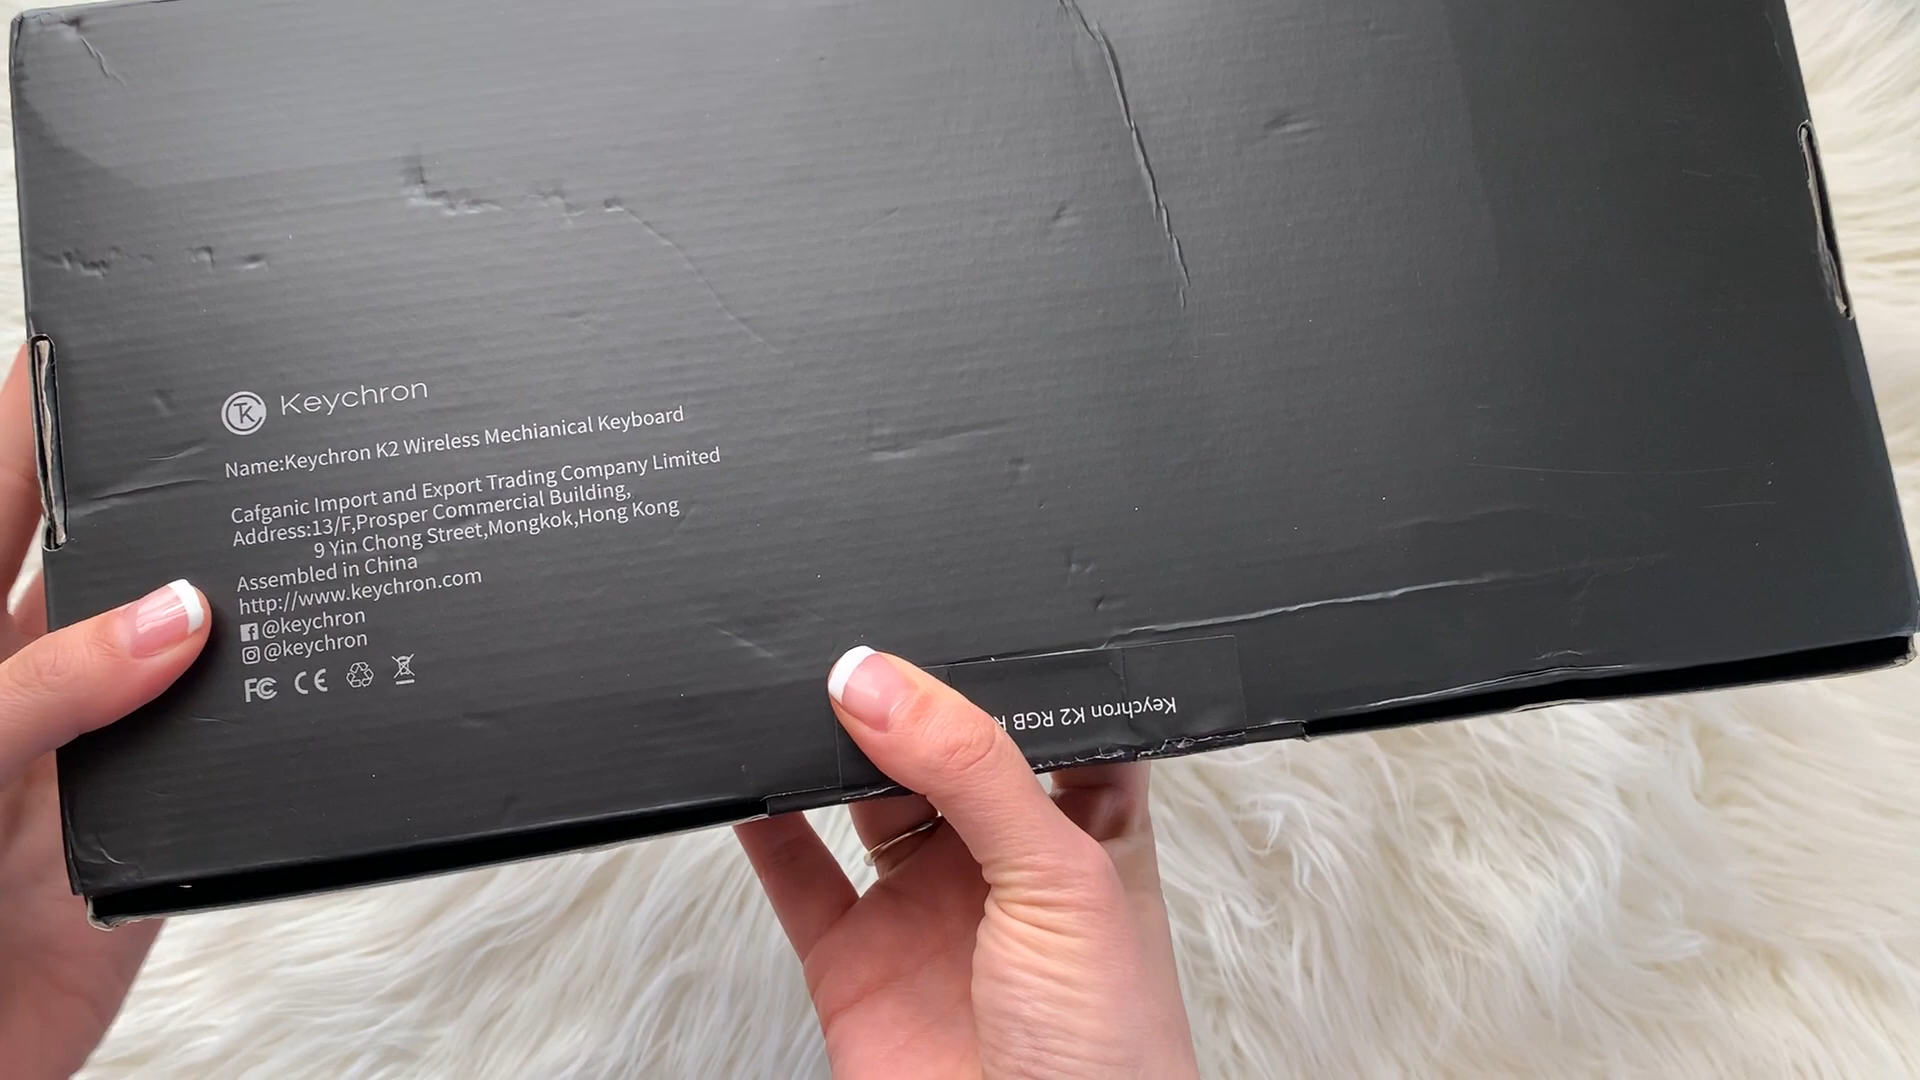 Keychron
Name:Keychron K2 Wireless Mechianical Keyboard
Cafganic Import and Export Trading Company Limited
Address:13/F,Prosper Commercial Building,
9 Yin Chong Street,Mongkok,Hong Kong
Assembled in China
http://www.keychron.com
@keychron
@keychron
FC CE
Keychron K2 RGB